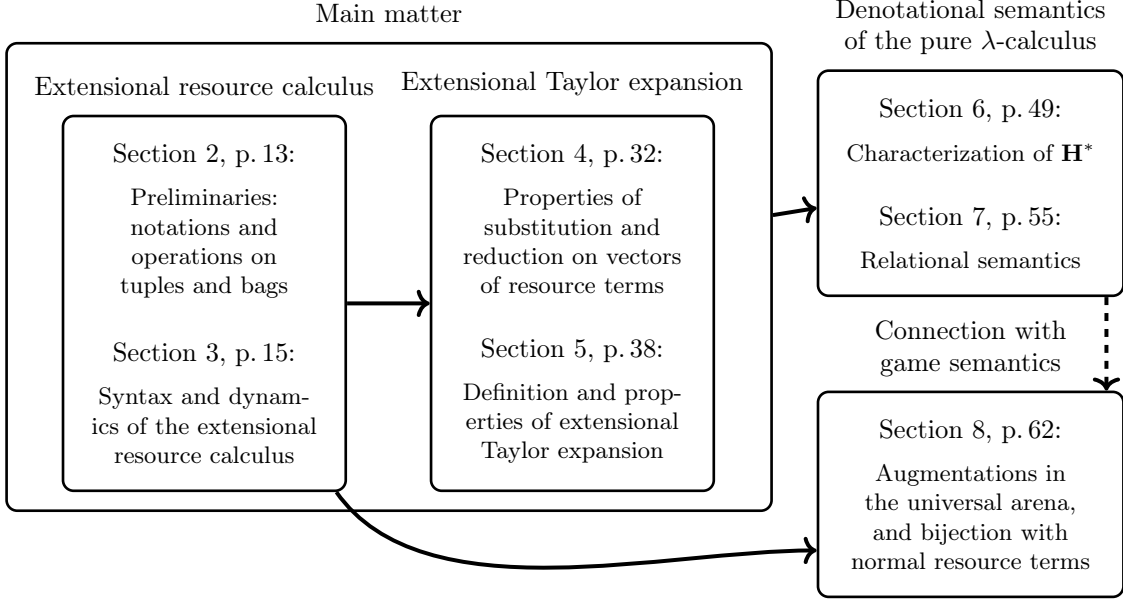 Main matter
Extensional resource calculus
Section 2, p. 13:
Preliminaries:
notations and
operations on
tuples and bags
Section 3, p. 15:
Syntax and dynam-
ics of the extensional
resource calculus
Extensional Taylor expansion
Section 4, p. 32:
Properties of
substitution and
reduction on vectors
of resource terms
Section 5, p. 38:
Definition and prop-
erties of extensional
Taylor expansion
Denotational semantics
of the pure λ-calculus
Section 6, p. 49:
Characterization of H*
Section 7, p. 55:
Relational semantics
Connection with
game semantics
Section 8, p. 62:
Augmentations in
the universal arena,
and bijection with
normal resource terms